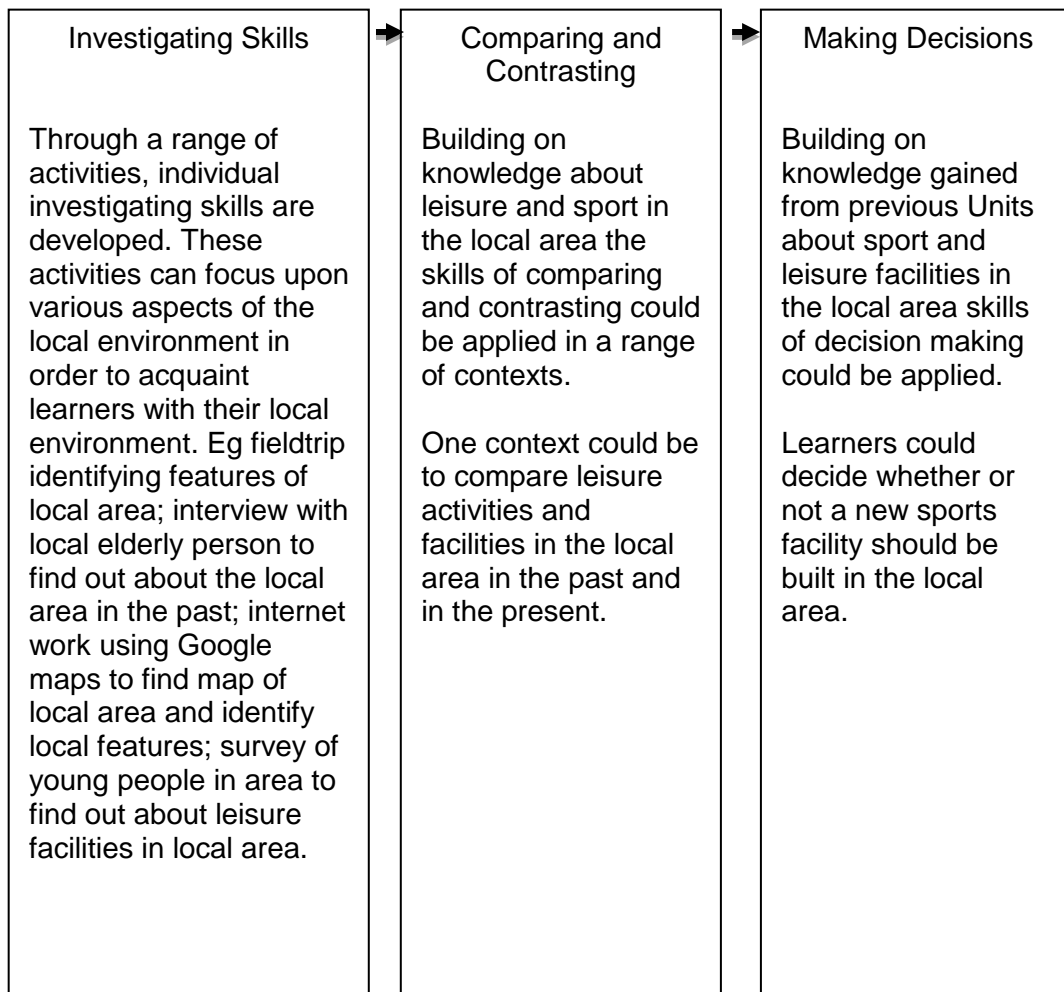 Investigating Skills
Through a range of
activities, individual
investigating skills are
developed. These
activities can focus upon
various aspects of the
local environment in
order to acquaint
learners with their local
environment. Eg fieldtrip
identifying features of
local area; interview with
local elderly person to
find out about the local
area in the past; internet
work using Google
maps to find map of
local area and identify
local features; survey of
young people in area to
find out about leisure
facilities in local area.
Comparing and
Contrasting
Building on
knowledge about
leisure and sport in
the local area the
skills of comparing
and contrasting could
be applied in a range
of contexts.
One context could be
to compare leisure
activities and
facilities in the local
area in the past and
in the present.
Making Decisions
Building on
knowledge gained
from previous Units
about sport and
leisure facilities in
the local area skills
of decision making
could be applied.
Learners could
decide whether or
not a new sports
facility should be
built in the local
area.